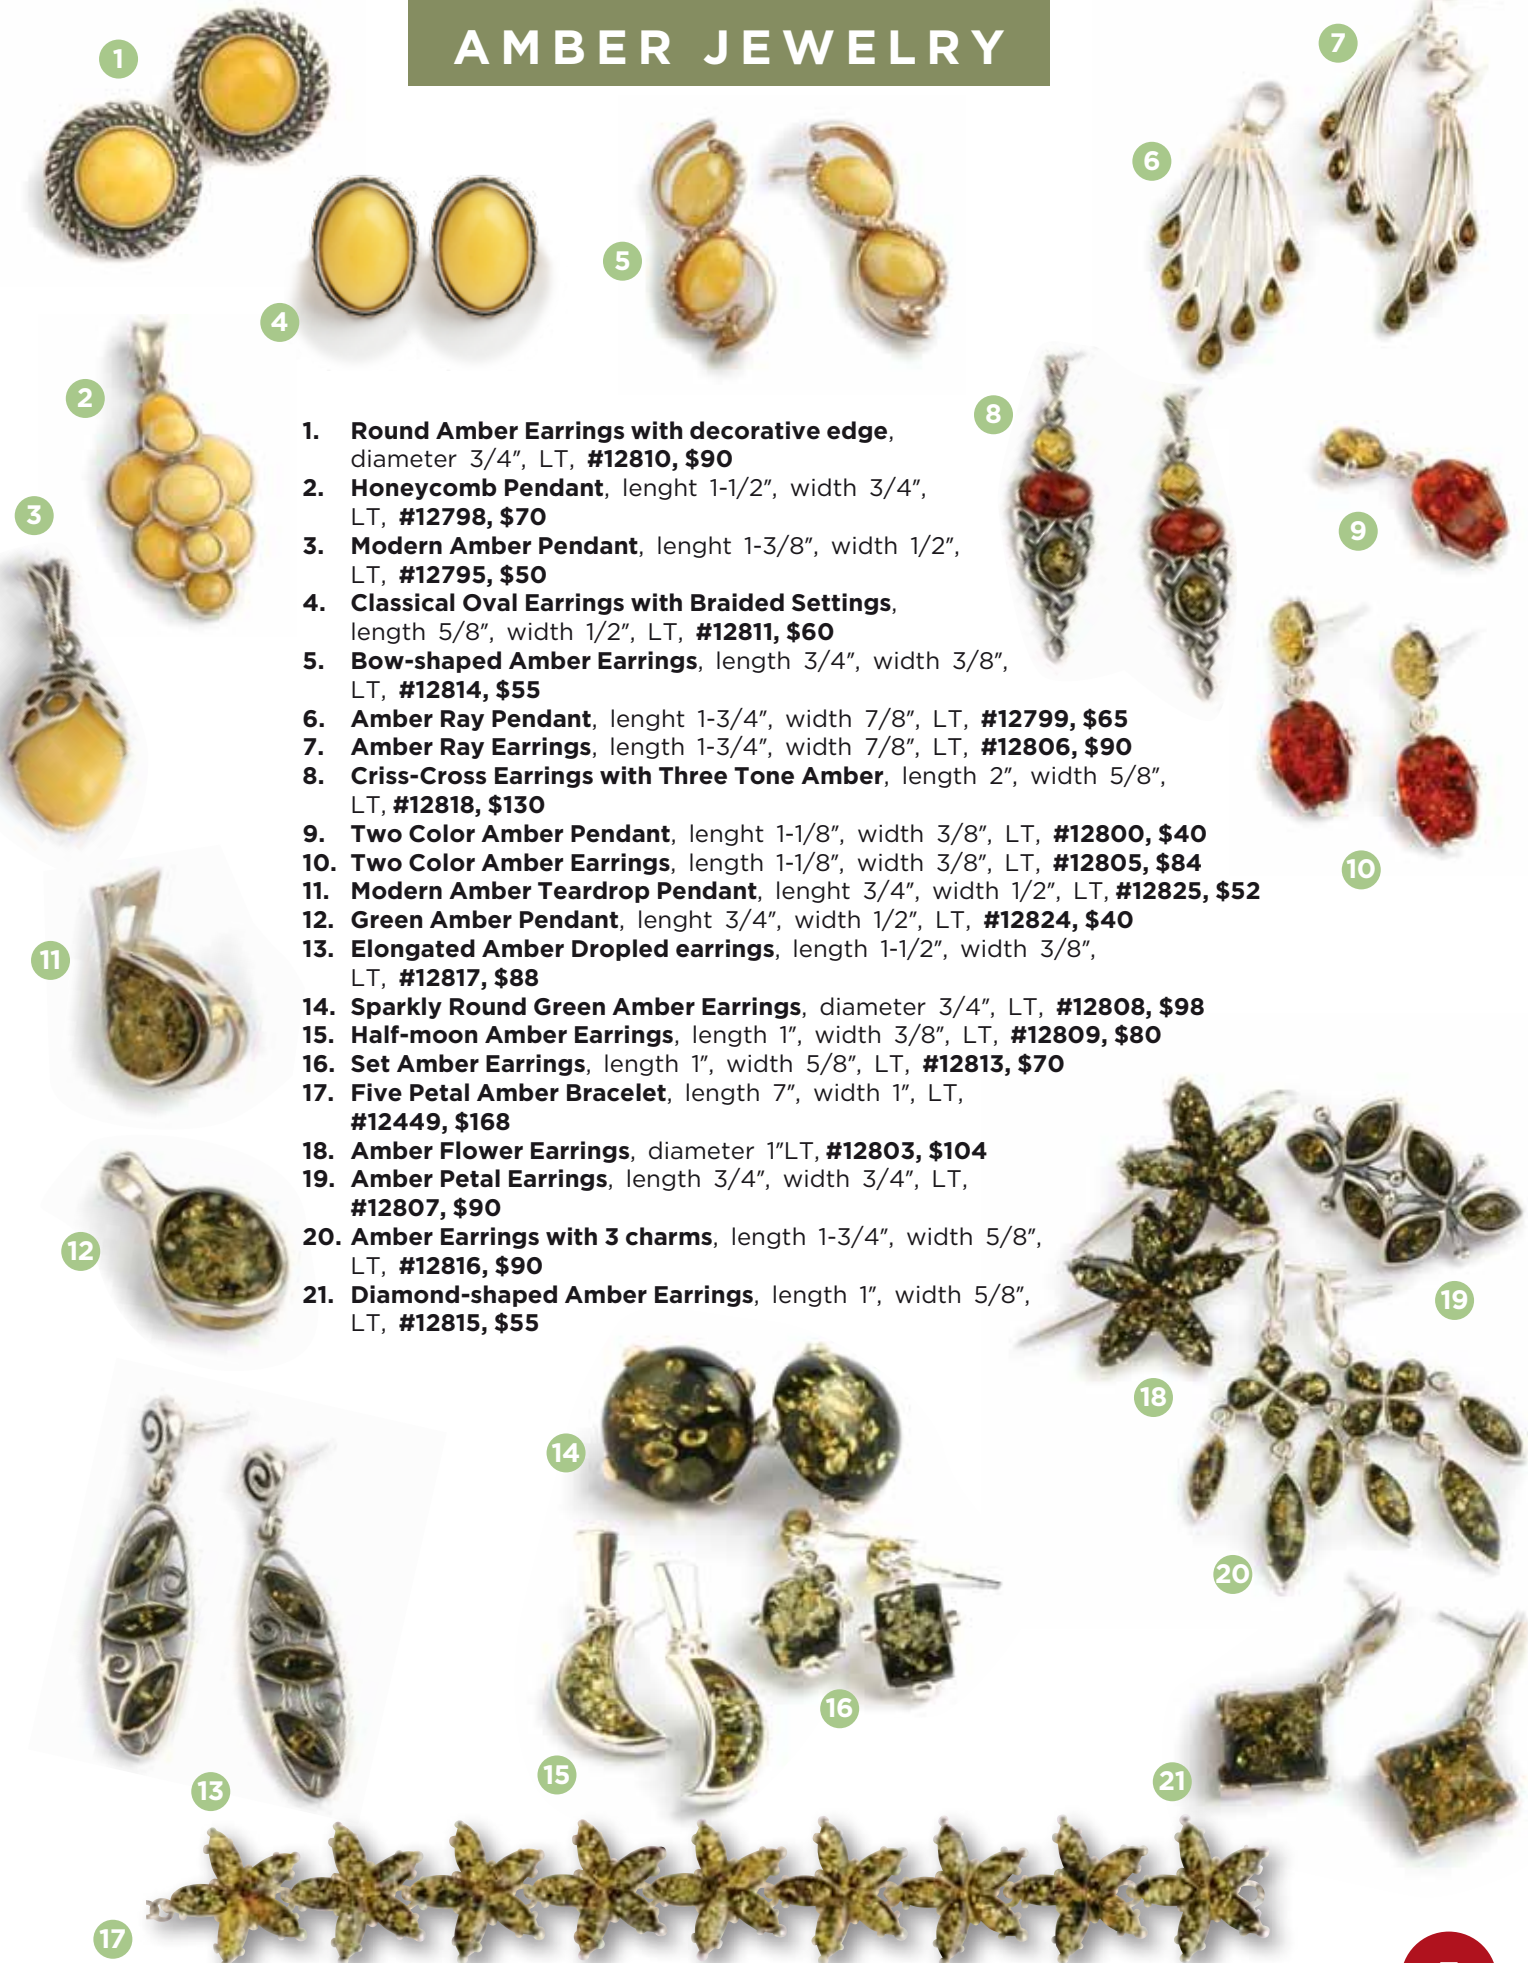 AMBER JEWELRY
1
7
6
5
4
2
8
3
9
10
11
12
1. Round Amber Earrings with decorative edge,
diameter 3/4″, LT, #12810, $90
2. Honeycomb Pendant, lenght 1-1/2″, width 3/4″,
LT, #12798, $70
3. Modern Amber Pendant, lenght 1-3/8″, width 1/2″,
LT, #12795, $50
4. Classical Oval Earrings with Braided Settings,
length 5/8″, width 1/2″, LT, #12811, $60
5. Bow-shaped Amber Earrings, length 3/4″, width 3/8″,
LT, #12814, $55
6. Amber Ray Pendant, lenght 1-3/4″, width 7/8″, LT, #12799, $65
7. Amber Ray Earrings, length 1-3/4″, width 7/8″, LT, #12806, $90
8. Criss-Cross Earrings with Three Tone Amber, length 2″, width 5/8″,
LT, #12818, $130
9. Two Color Amber Pendant, lenght 1-1/8″, width 3/8″, LT, #12800, $40
10. Two Color Amber Earrings, length 1-1/8″, width 3/8″, LT, #12805, $84
11. Modern Amber Teardrop Pendant, lenght 3/4″, width 1/2″, LT, #12825, $52
12. Green Amber Pendant, lenght 3/4″, width 1/2″, LT, #12824, $40
13. Elongated Amber Dropled earrings, length 1-1/2″, width 3/8″,
LT, #12817, $88
14. Sparkly Round Green Amber Earrings, diameter 3/4″, LT, #12808, $98
15. Half-moon Amber Earrings, length 1″, width 3/8″, LT, #12809, $80
16. Set Amber Earrings, length 1″, width 5/8″, LT, #12813, $70
17. Five Petal Amber Bracelet, length 7″, width 1″, LT,
#12449, $168
18. Amber Flower Earrings, diameter 1″LT, #12803, $104
19. Amber Petal Earrings, length 3/4″, width 3/4″, LT,
#12807, $90
20. Amber Earrings with 3 charms, length 1-3/4″, width 5/8″,
LT, #12816, $90
21. Diamond-shaped Amber Earrings, length 1″, width 5/8″,
LT, #12815, $55
19
18
14
20
16
15
21
13
17